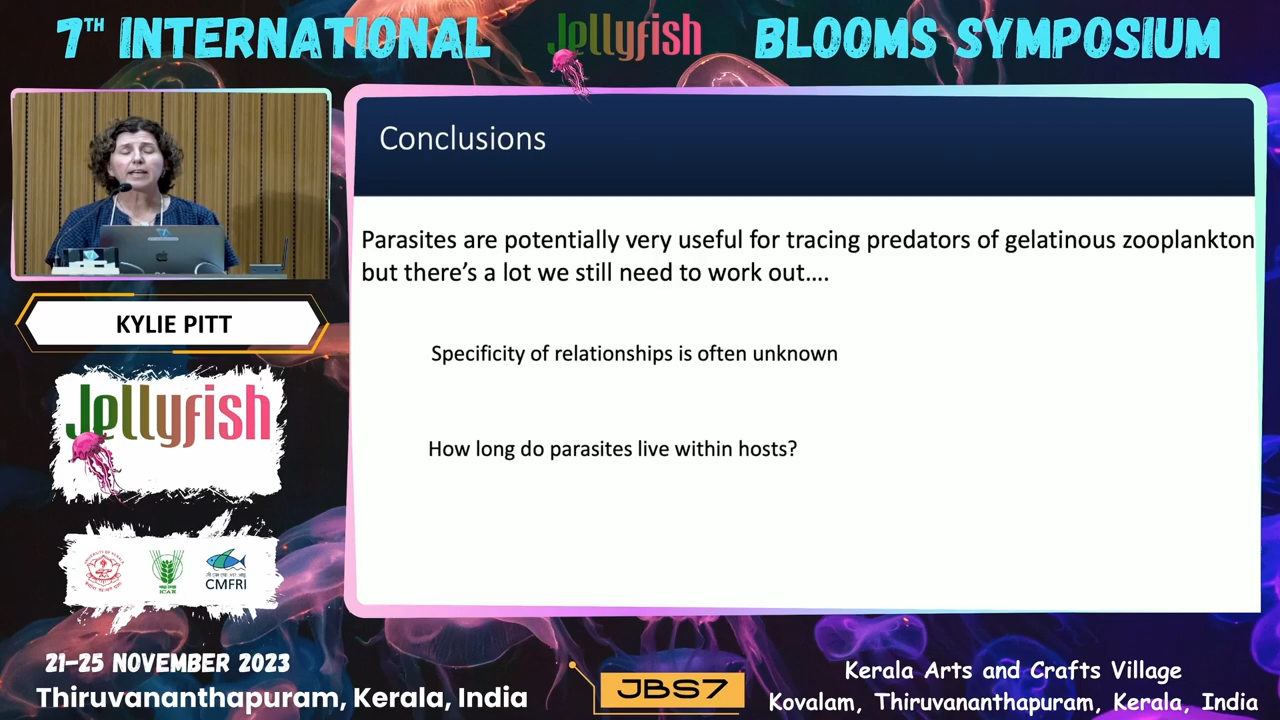 7TH INTERNATIONAL Jellyfish BLOOMS SYMPOSIUM
Conclusions
Parasites are potentially very useful for tracing predators of gelatinous zooplankton
but there’s a lot we still need to work out....
Specificity of relationships is often unknown
How long do parasites live within hosts?
KYLIE PITT
Jellyfish
ICAR
CMFRI
21-25 NOVEMBER 2023
Thiruvananthapuram, Kerala, India
JBS7
Kerala Arts and Crafts Village
Kovalam, Thiruvananthapuram, Kerala, India